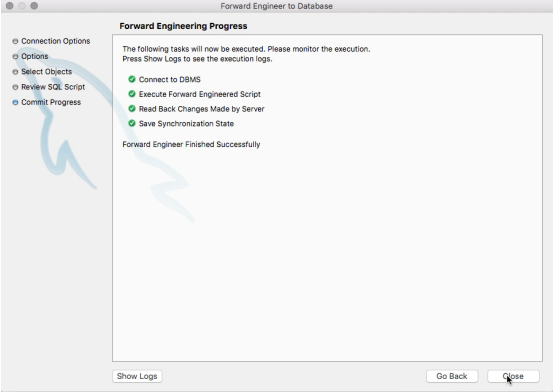 Forward Engineer to Database
Forward Engineering Progress
Connection Options
Options
Select Objects
Review SQL Script
Commit Progress
The following tasks will now be executed. Please monitor the execution.
Press Show Logs to see the execution logs.
Connect to DBMS
Execute Forward Engineered Script
Read Back Changes Made by Server
Save Synchronization State
Forward Engineer Finished Successfully
Show Logs
Go Back
Close